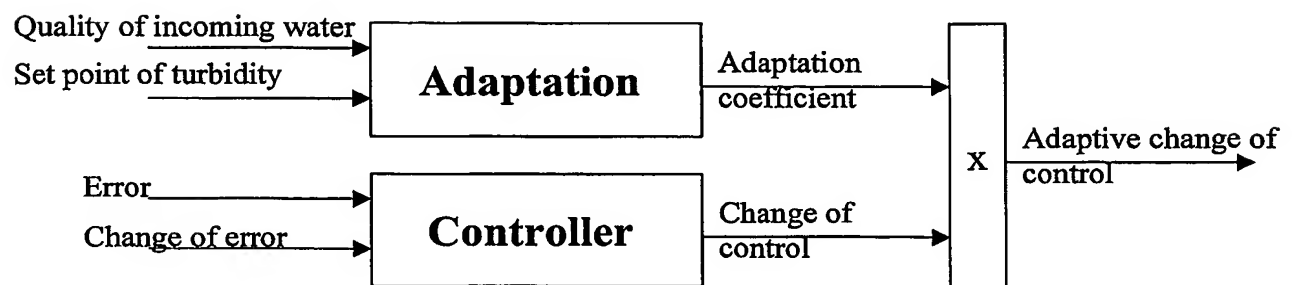 Quality of incoming water
Set point of turbidity
Adaptation
Adaptation
coefficient
Error
Change of error
Controller
Change of
control
X
Adaptive change of
control